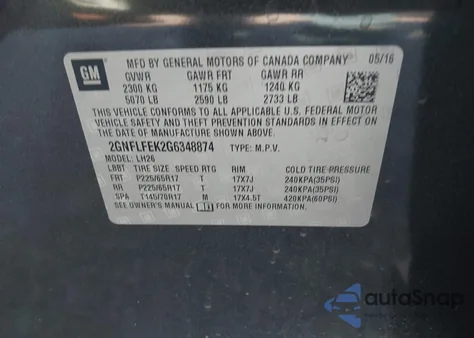 GM
MFD BY GENERAL MOTORS OF CANADA COMPANY 05/16
GVWR GAWR FRT GAWR RR
2300 KG 1175 KG 1240 KG
5070 LB 2590 LB 2733 LB
THIS VEHICLE CONFORMS TO ALL APPLICABLE U.S. FEDERAL MOTOR
VEHICLE SAFETY AND THEFT PREVENTION STANDARDS IN EFFECT
ON THE DATE OF MANUFACTURE SHOWN ABOVE.
2GNFLFEK2G6348874 TYPE: M.P.V.
MODEL: LH26
LBBT TIRE SIZE SPEED RTG RIM COLD TIRE PRESSURE
FRT P225/65R17 T 17X7J 240KPA(35PSI)
RR P225/65R17 T 17X7J 240KPA(35PSI)
SPA T145/70R17 M 17X4.5T 420KPA(60PSI)
SEE OWNER'S MANUAL FOR MORE INFORMATION.
autoSnap